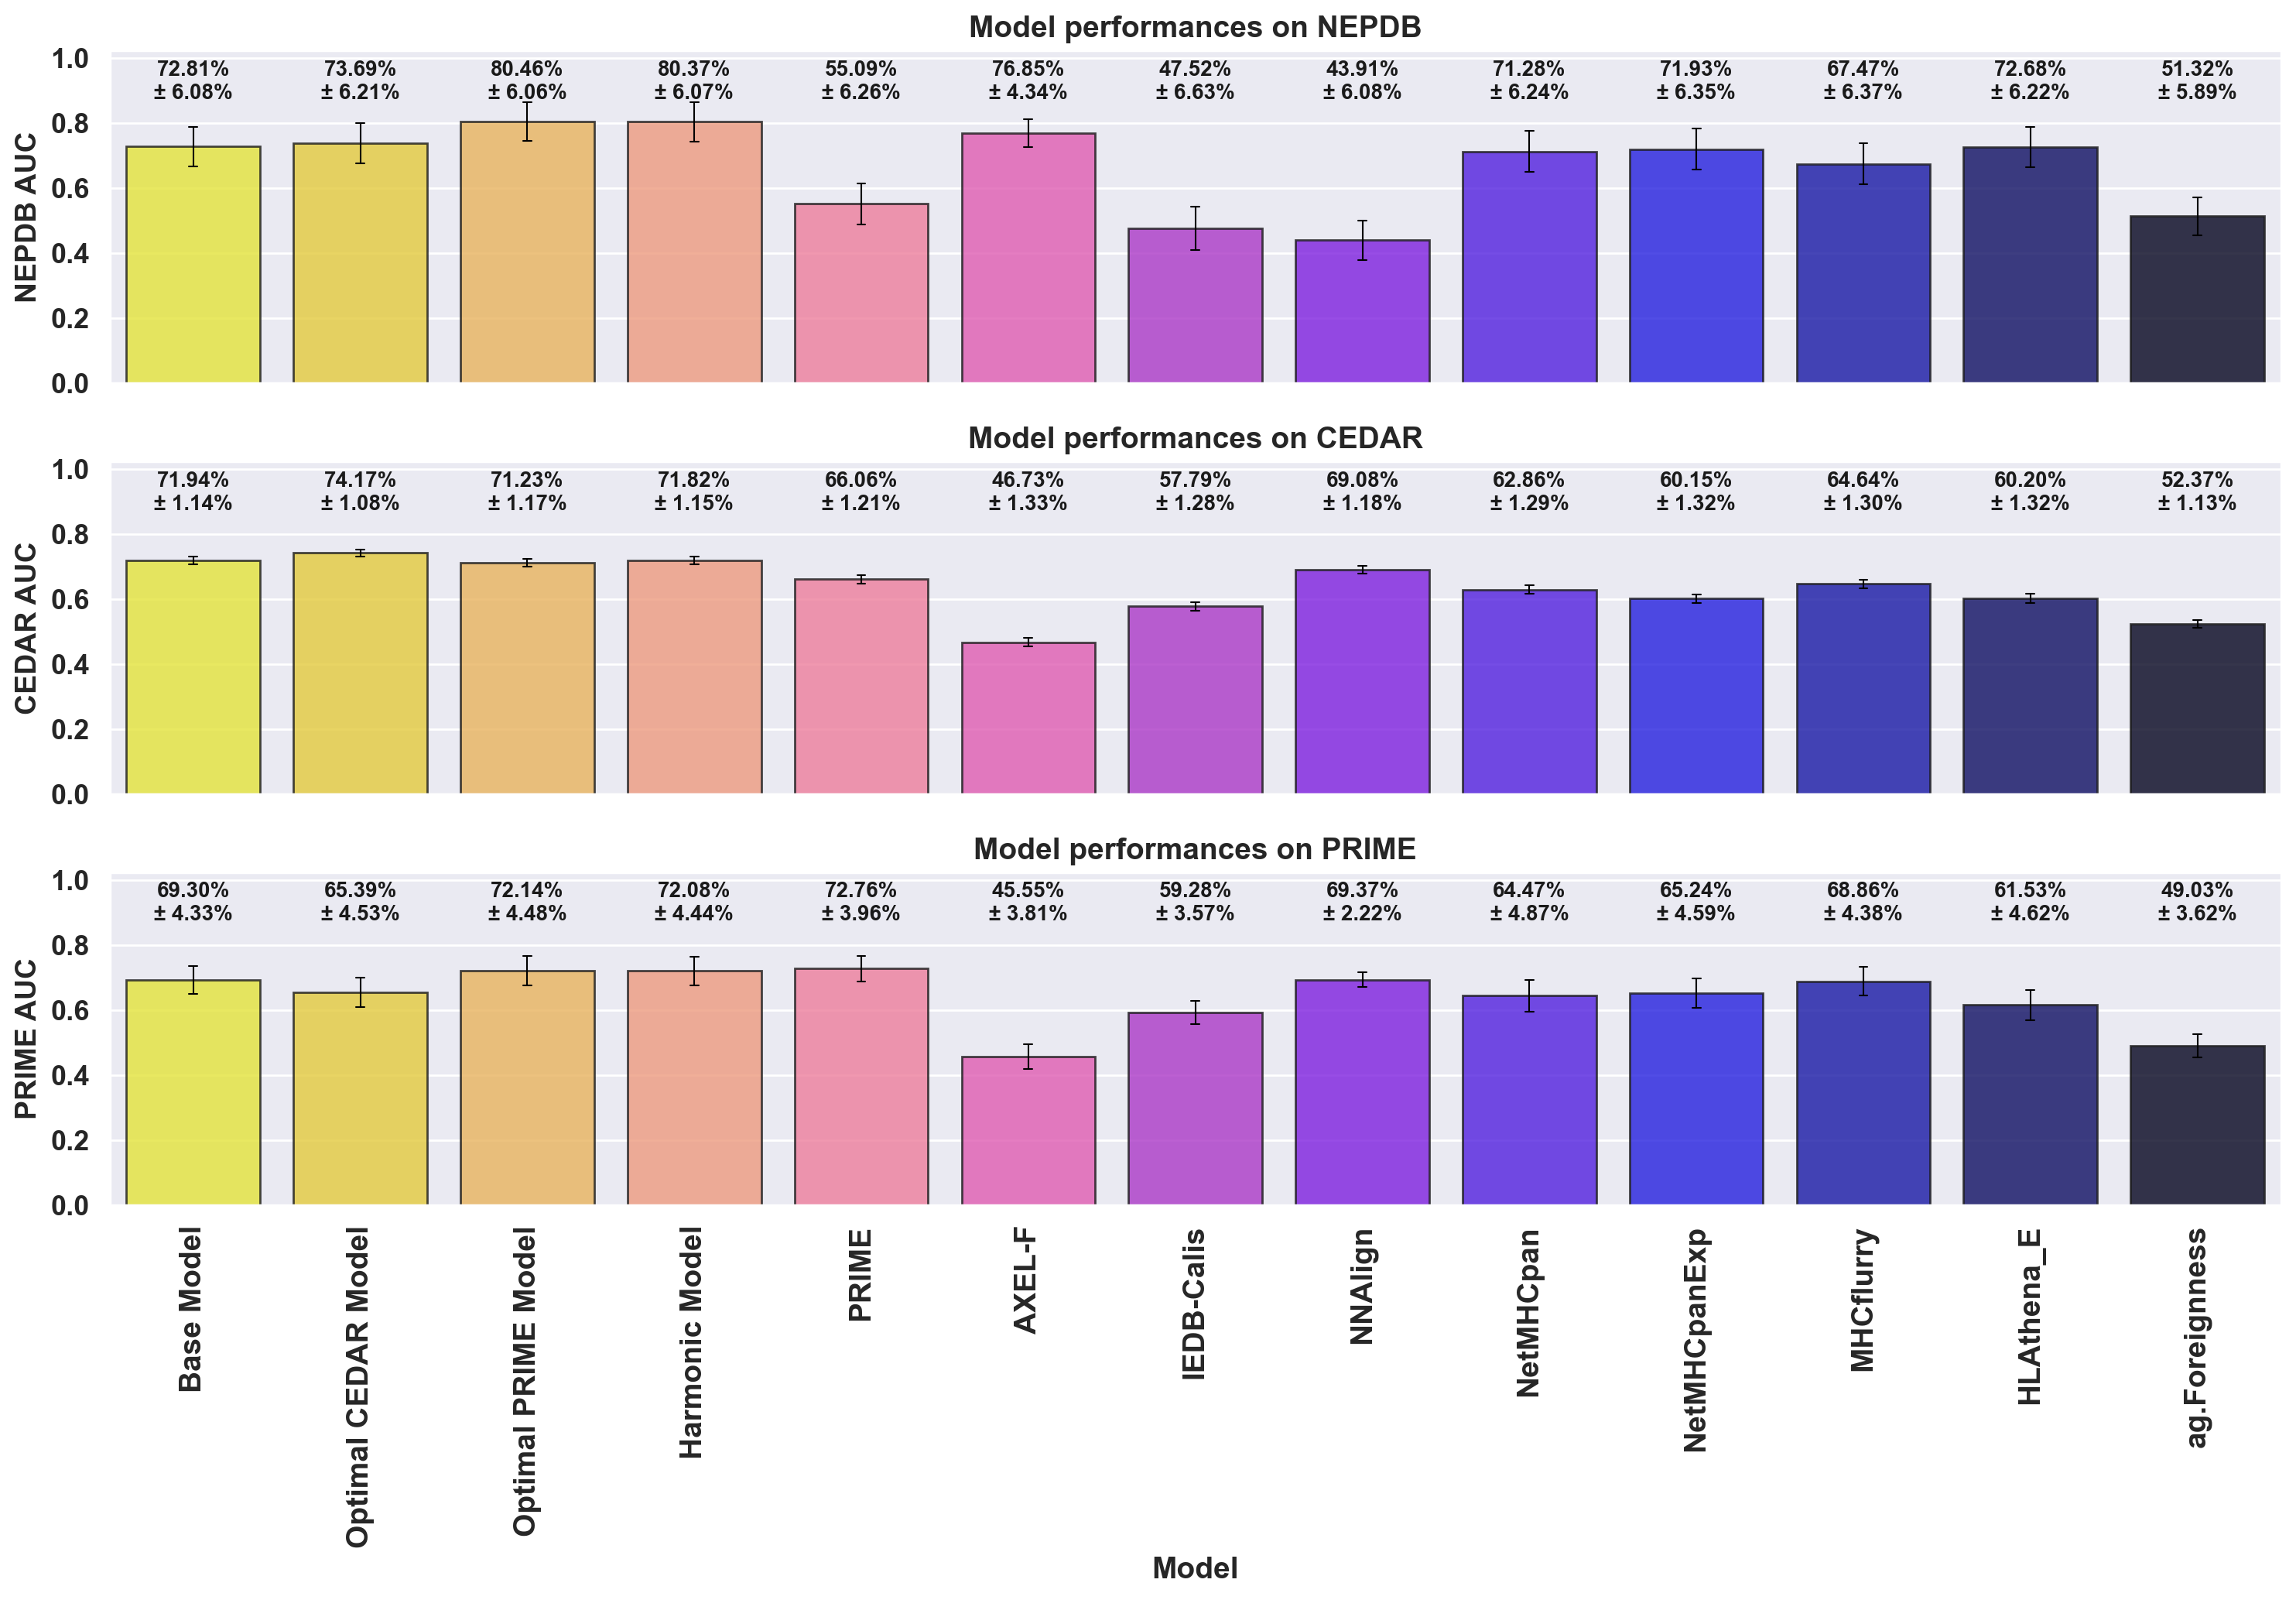 Model performances on NEPDB
NEPDB AUC
1.0
0.8
0.6
0.4
0.2
0.0
72.81% 73.69% 80.46% 80.37% 55.09% 76.85% 47.52% 43.91% 71.28% 71.93% 67.47% 72.68% 51.32%
± 6.08% ± 6.21% ± 6.06% ± 6.07% ± 6.26% ± 4.34% ± 6.63% ± 6.08% ± 6.24% ± 6.35% ± 6.37% ± 6.22% ± 5.89%
Model performances on CEDAR
CEDAR AUC
1.0
0.8
0.6
0.4
0.2
0.0
71.94% 74.17% 71.23% 71.82% 66.06% 46.73% 57.79% 69.08% 62.86% 60.15% 64.64% 60.20% 52.37%
± 1.14% ± 1.08% ± 1.17% ± 1.15% ± 1.21% ± 1.33% ± 1.28% ± 1.18% ± 1.29% ± 1.32% ± 1.30% ± 1.32% ± 1.13%
Model performances on PRIME
PRIME AUC
1.0
0.8
0.6
0.4
0.2
0.0
69.30% 65.39% 72.14% 72.08% 72.76% 45.55% 59.28% 69.37% 64.47% 65.24% 68.86% 61.53% 49.03%
± 4.33% ± 4.53% ± 4.48% ± 4.44% ± 3.96% ± 3.81% ± 3.57% ± 2.22% ± 4.87% ± 4.59% ± 4.38% ± 4.62% ± 3.62%
Base Model
Optimal CEDAR Model
Optimal PRIME Model
Harmonic Model
PRIME
AXEL-F
IEDB-Calis
NNAlign
NetMHCpan
NetMHCpanExp
MHCflurry
HLAthena_E
ag.Foreignness
Model